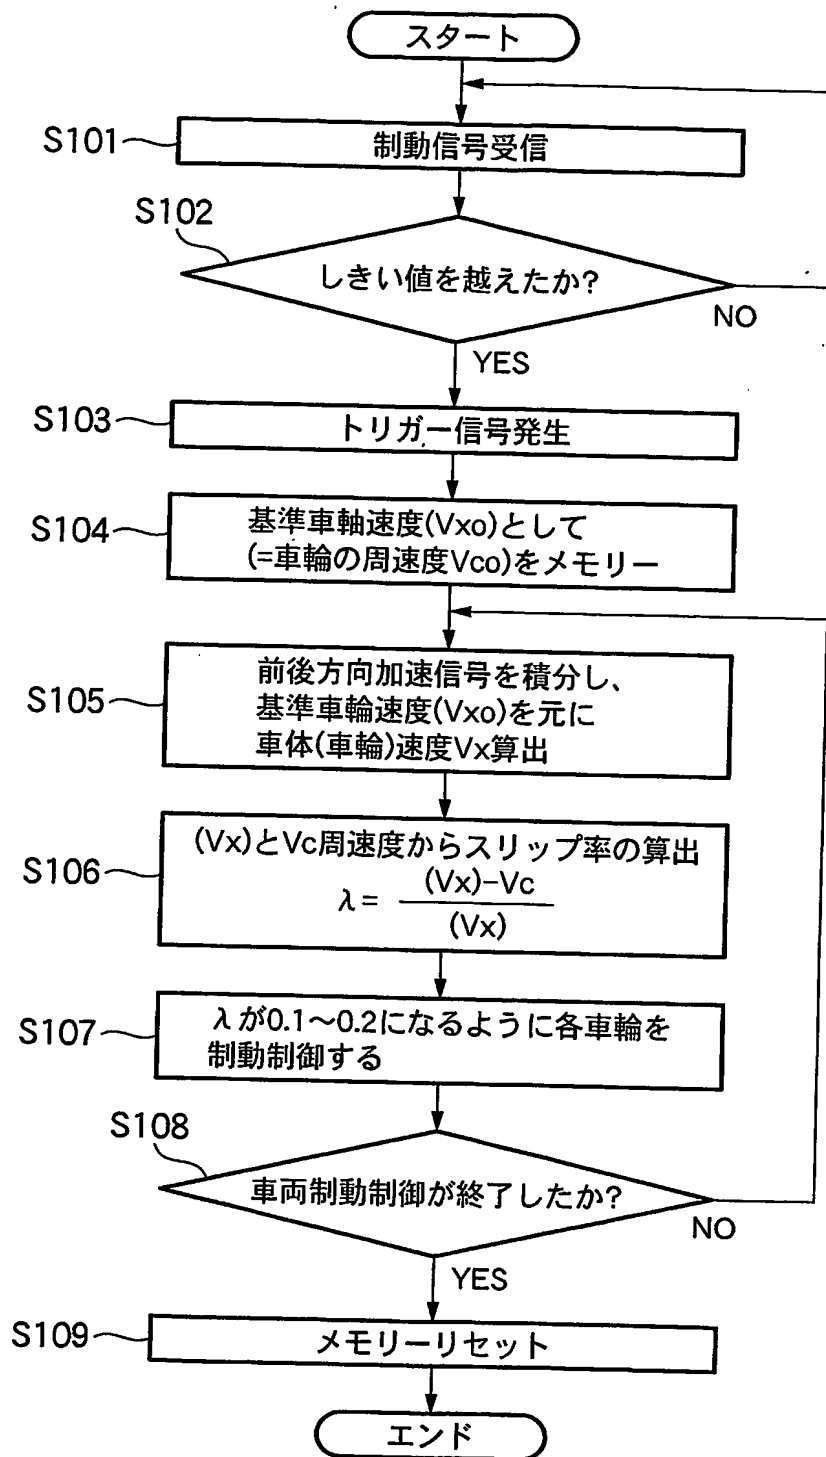 スタート
S101
制動信号受信
S102
しきい値を越えたか?
NO
YES
S103
トリガー信号発生
S104
基準車軸速度(Vxo)として
(=車輪の周速度Vco)をメモリー
S105
前後方向加速信号を積分し、
基準車輪速度(Vxo)を元に
車体(車輪)速度Vx算出
S106
(Vx)とVc周速度からスリップ率の算出
λ= (Vx)-Vc
(Vx)
S107
λが0.1～0.2になるように各車輪を
制動制御する
S108
車両制動制御が終了したか?
NO
YES
S109
メモリーリセット
エンド